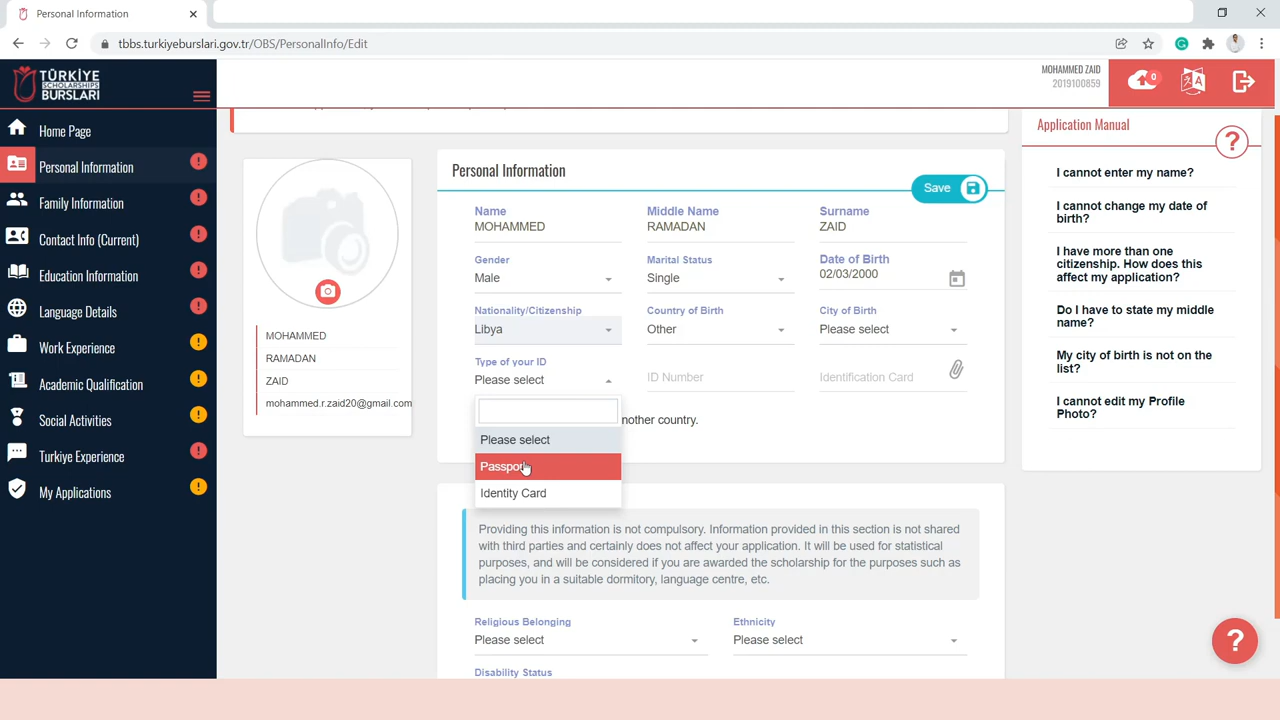 Personal Information
tbbs.turkiyeburslari.gov.tr/OBS/PersonalInfo/Edit
TÜRKİYE
SCHOLARSHIPS
BURSLARI
MOHAMMED ZAID
2019100859
0
Home Page
Personal Information
Family Information
Contact Info (Current)
Education Information
Language Details
Work Experience
Academic Qualification
Social Activities
Turkiye Experience
My Applications
MOHAMMED
RAMADAN
ZAID
mohammed.r.zaid20@gmail.com
Personal Information
Save
Name
Middle Name
Surname
MOHAMMED
RAMADAN
ZAID
Gender
Marital Status
Date of Birth
Male
Single
02/03/2000
Nationality/Citizenship
Country of Birth
City of Birth
Libya
Other
Please select
Type of your ID
Please select
ID Number
Identification Card
nother country.
Please select
Identity Card
Providing this information is not compulsory. Information provided in this section is not shared
with third parties and certainly does not affect your application. It will be used for statistical
purposes, and will be considered if you are awarded the scholarship for the purposes such as
placing you in a suitable dormitory, language centre, etc.
Religious Belonging
Ethnicity
Please select
Please select
Disability Status
Application Manual
?
I cannot enter my name?
I cannot change my date of
birth?
I have more than one
citizenship. How does this
affect my application?
Do I have to state my middle
name?
My city of birth is not on the
list?
I cannot edit my Profile
Photo?
?